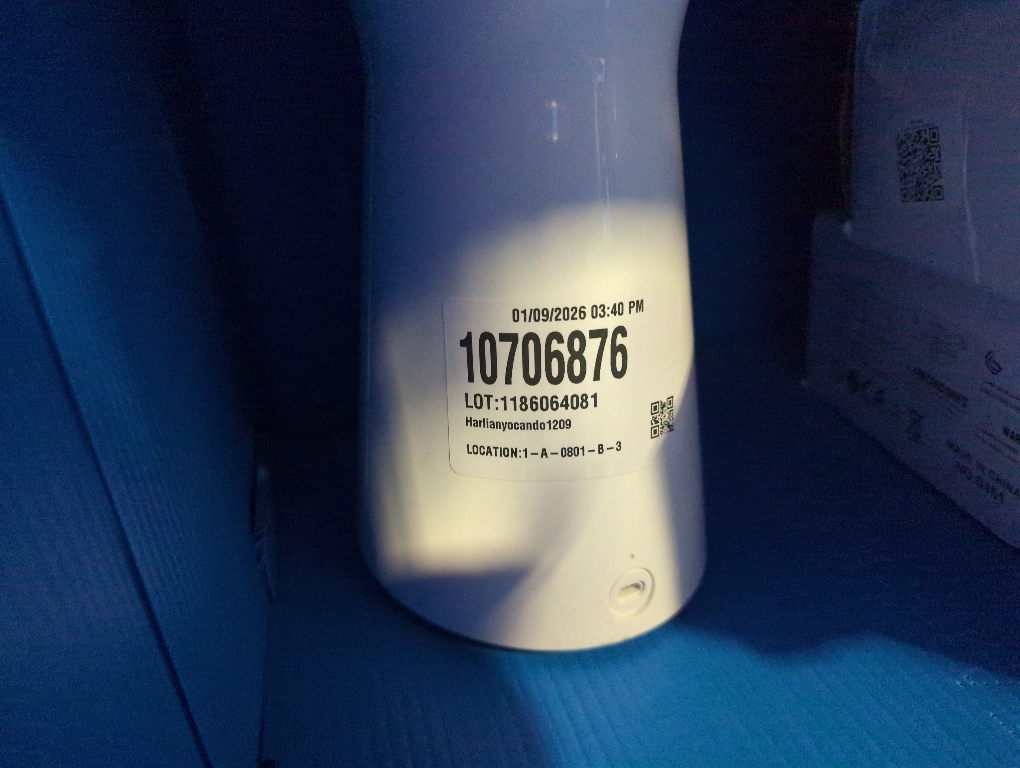 01/09/2026 03:40 PM
10706876
LOT:1186064081
Harlianyocando1209
LOCATION:1-A-0801-B-3